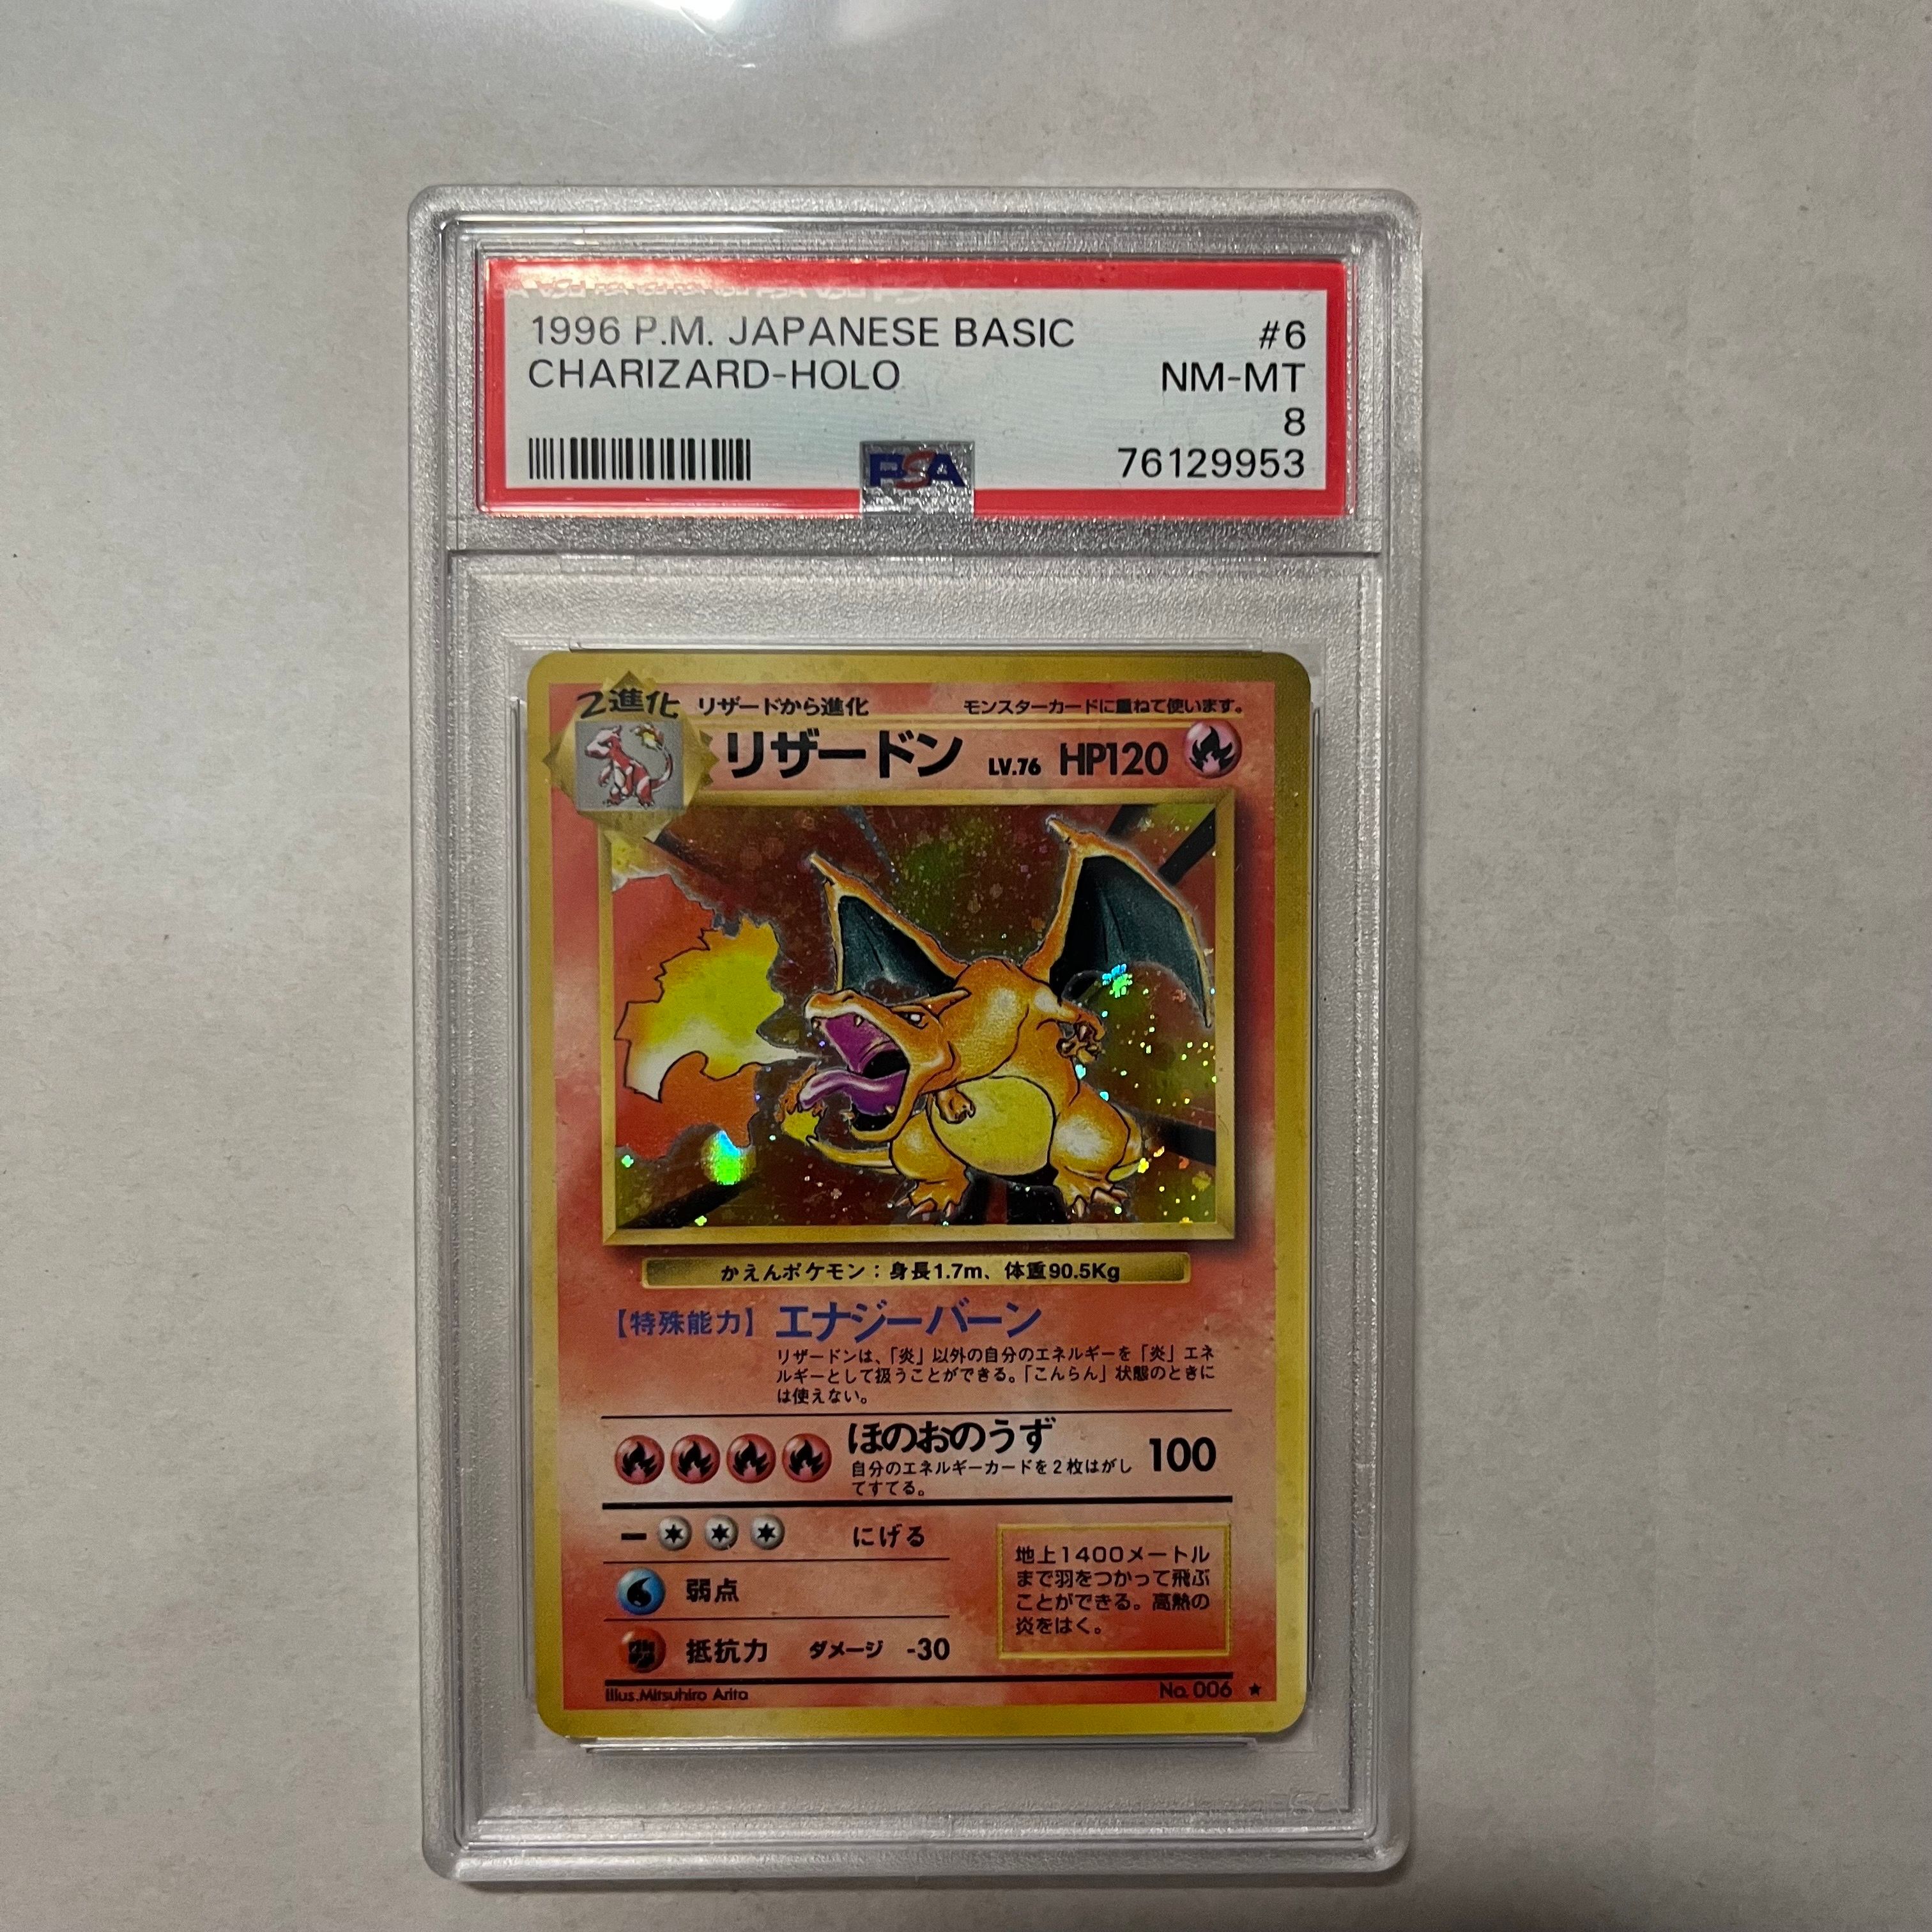 1996 P.M. JAPANESE BASIC #6
CHARIZARD-HOLO NM-MT
8
PSA 76129953
2進化 リザードから進化 モンスターカードに重ねて使います。
リザードン LV.76 HP120
かえんポケモン：身長1.7m、体重90.5Kg
【特殊能力】エナジーバーン
リザードンは、「炎」以外の自分のエネルギーを「炎」エネ
ルギーとして扱うことができる。「こんらん」状態のときに
は使えない。
ほのおのうず 100
自分のエネルギーカードを2枚はがし
てすてる。
にげる
弱点
抵抗力 ダメージ -30
地上1400メートル
まで羽をつかって飛ぶ
ことができる。高熱の
炎をはく。
Illus.Mitsuhiro Arita No. 006 ★